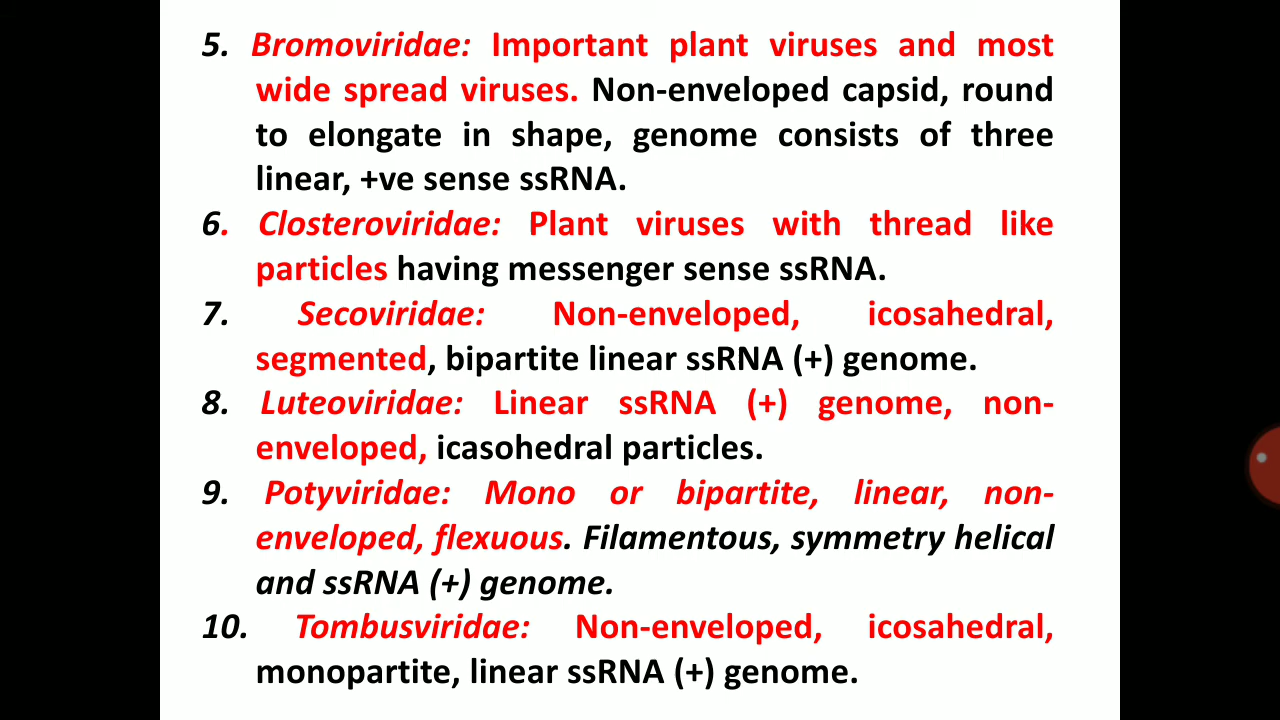 5. Bromoviridae: Important plant viruses and most
wide spread viruses. Non-enveloped capsid, round
to elongate in shape, genome consists of three
linear, +ve sense ssRNA.
6. Closteroviridae: Plant viruses with thread like
particles having messenger sense ssRNA.
7. Secoviridae: Non-enveloped, icosahedral,
segmented, bipartite linear ssRNA (+) genome.
8. Luteoviridae: Linear ssRNA (+) genome, non-
enveloped, icasohedral particles.
9. Potyviridae: Mono or bipartite, linear, non-
enveloped, flexuous. Filamentous, symmetry helical
and ssRNA (+) genome.
10. Tombusviridae: Non-enveloped, icosahedral,
monopartite, linear ssRNA (+) genome.